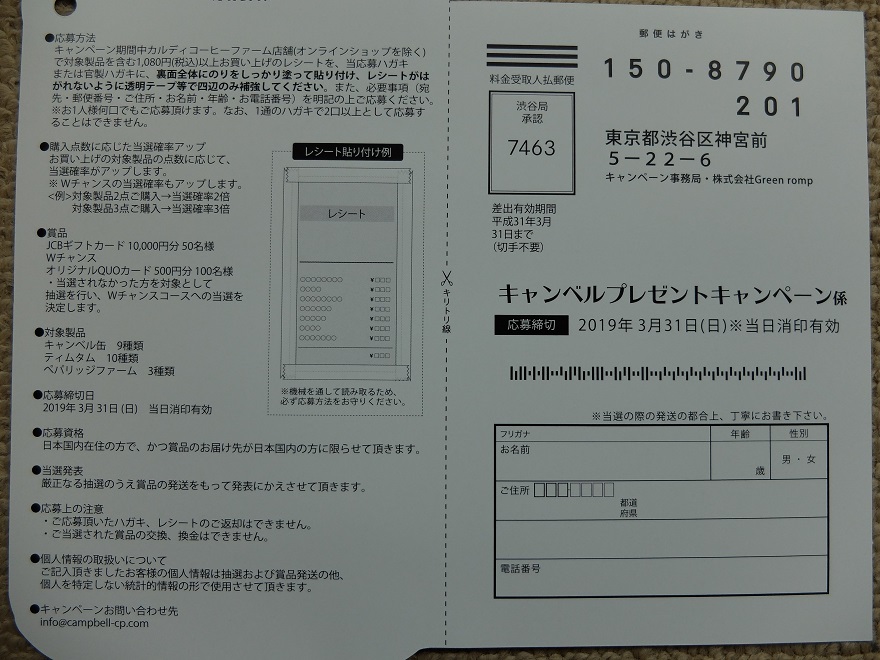 ●応募方法
キャンペーン期間中カルディコーヒーファーム店舗(オンラインショップを除く)
で対象製品を含む1,080円(税込)以上お買い上げのレシートを、当応募ハガキ
または官製ハガキに、裏面全体にのりをしっかり塗って貼り付け、レシートがは
がれないように透明テープ等で四辺のみ補強してください。また、必要事項（宛
先・郵便番号・ご住所・お名前・年齢・お電話番号）を明記の上ご応募ください。
※お1人様何口でもご応募頂けます。なお、1通のハガキで2口以上として応募す
ることはできません。
●購入点数に応じた当選確率アップ
お買い上げの対象製品の点数に応じて、
当選確率がアップします。
※Wチャンスの当選確率もアップします。
<例>対象製品2点ご購入→当選確率2倍
対象製品3点ご購入→当選確率3倍
●賞品
JCBギフトカード 10,000円分 50名様
Wチャンス
オリジナルQUOカード 500円分 100名様
・当選されなかった方を対象として
抽選を行い、Wチャンスコースへの当選を
決定します。
●対象製品
キャンベル缶　9種類
ティムタム　10種類
ペパリッジファーム　3種類
●応募締切日
2019年3月31日(日)　当日消印有効
●応募資格
日本国内在住の方で、かつ賞品のお届け先が日本国内の方に限らせて頂きます。
●当選発表
厳正なる抽選のうえ賞品の発送をもって発表にかえさせて頂きます。
●応募上の注意
・ご応募頂いたハガキ、レシートのご返却はできません。
・ご当選された賞品の交換、換金はできません。
●個人情報の取扱いについて
ご記入頂きましたお客様の個人情報は抽選および賞品発送の他、
個人を特定しない統計的情報の形で使用させて頂きます。
●キャンペーンお問い合わせ先
info@campbell-cp.com
レシート貼り付け例
レシート
○○○○○○○○ ¥□□□
○○○○ ¥□□□
○○○○○○○○ ¥□□□
○○○○○○ ¥□□□
○○○○○ ¥□□□
○○○○ ¥□□□
○○○○○○○ ¥□□□
¥□□□
※機械を通して読み取るため、
必ず応募方法をお守りください。
キリトリ線
郵便はがき
150-8790
201
料金受取人払郵便
渋谷局
承認
7463
差出有効期間
平成31年3月
31日まで
(切手不要)
東京都渋谷区神宮前
5－22－6
キャンペーン事務局・株式会社Green romp
キャンベルプレゼントキャンペーン係
応募締切 2019年3月31日(日)※当日消印有効
※当選の際の発送の都合上、丁寧にお書き下さい。
フリガナ
お名前
年齢
歳
性別
男・女
ご住所
都道
府県
電話番号